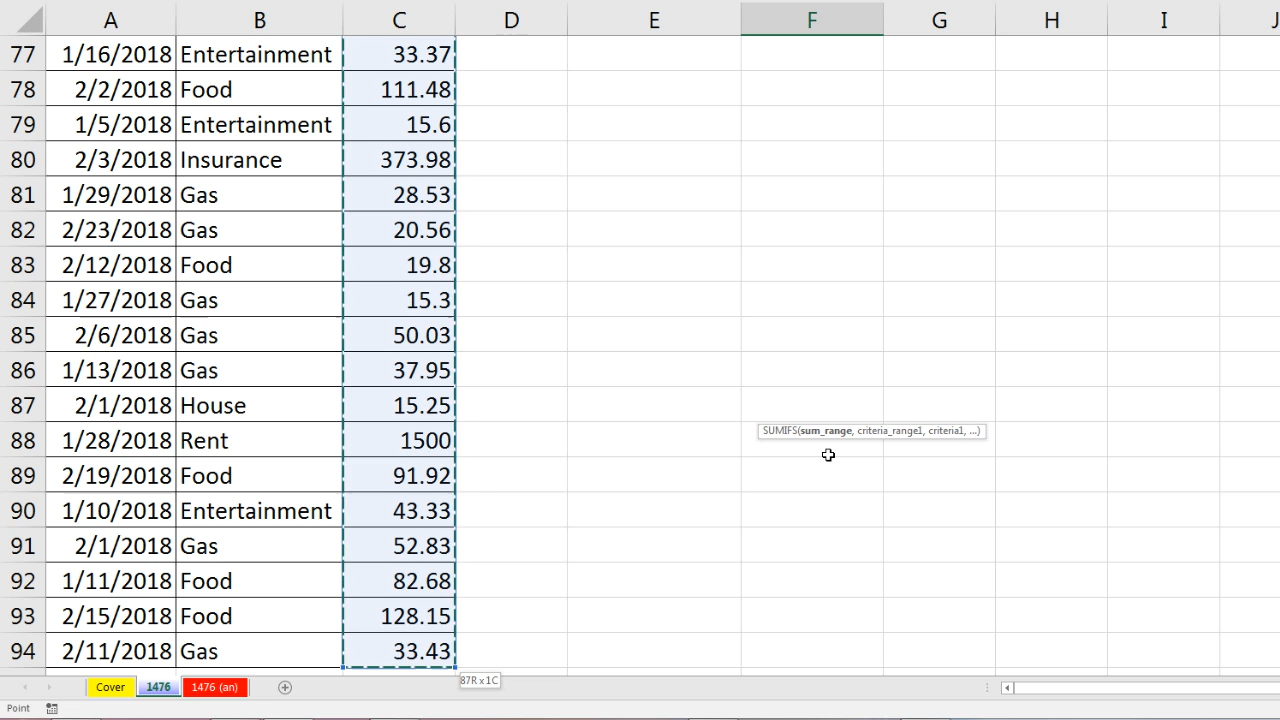 A B C D E F G H I J
77 1/16/2018 Entertainment 33.37
78 2/2/2018 Food 111.48
79 1/5/2018 Entertainment 15.6
80 2/3/2018 Insurance 373.98
81 1/29/2018 Gas 28.53
82 2/23/2018 Gas 20.56
83 2/12/2018 Food 19.8
84 1/27/2018 Gas 15.3
85 2/6/2018 Gas 50.03
86 1/13/2018 Gas 37.95
87 2/1/2018 House 15.25
SUMIFS(sum_range, criteria_range1, criteria1, ...)
88 1/28/2018 Rent 1500
89 2/19/2018 Food 91.92
90 1/10/2018 Entertainment 43.33
91 2/1/2018 Gas 52.83
92 1/11/2018 Food 82.68
93 2/15/2018 Food 128.15
94 2/11/2018 Gas 33.43
87R x 1C
Cover 1476 1476 (an)
Point